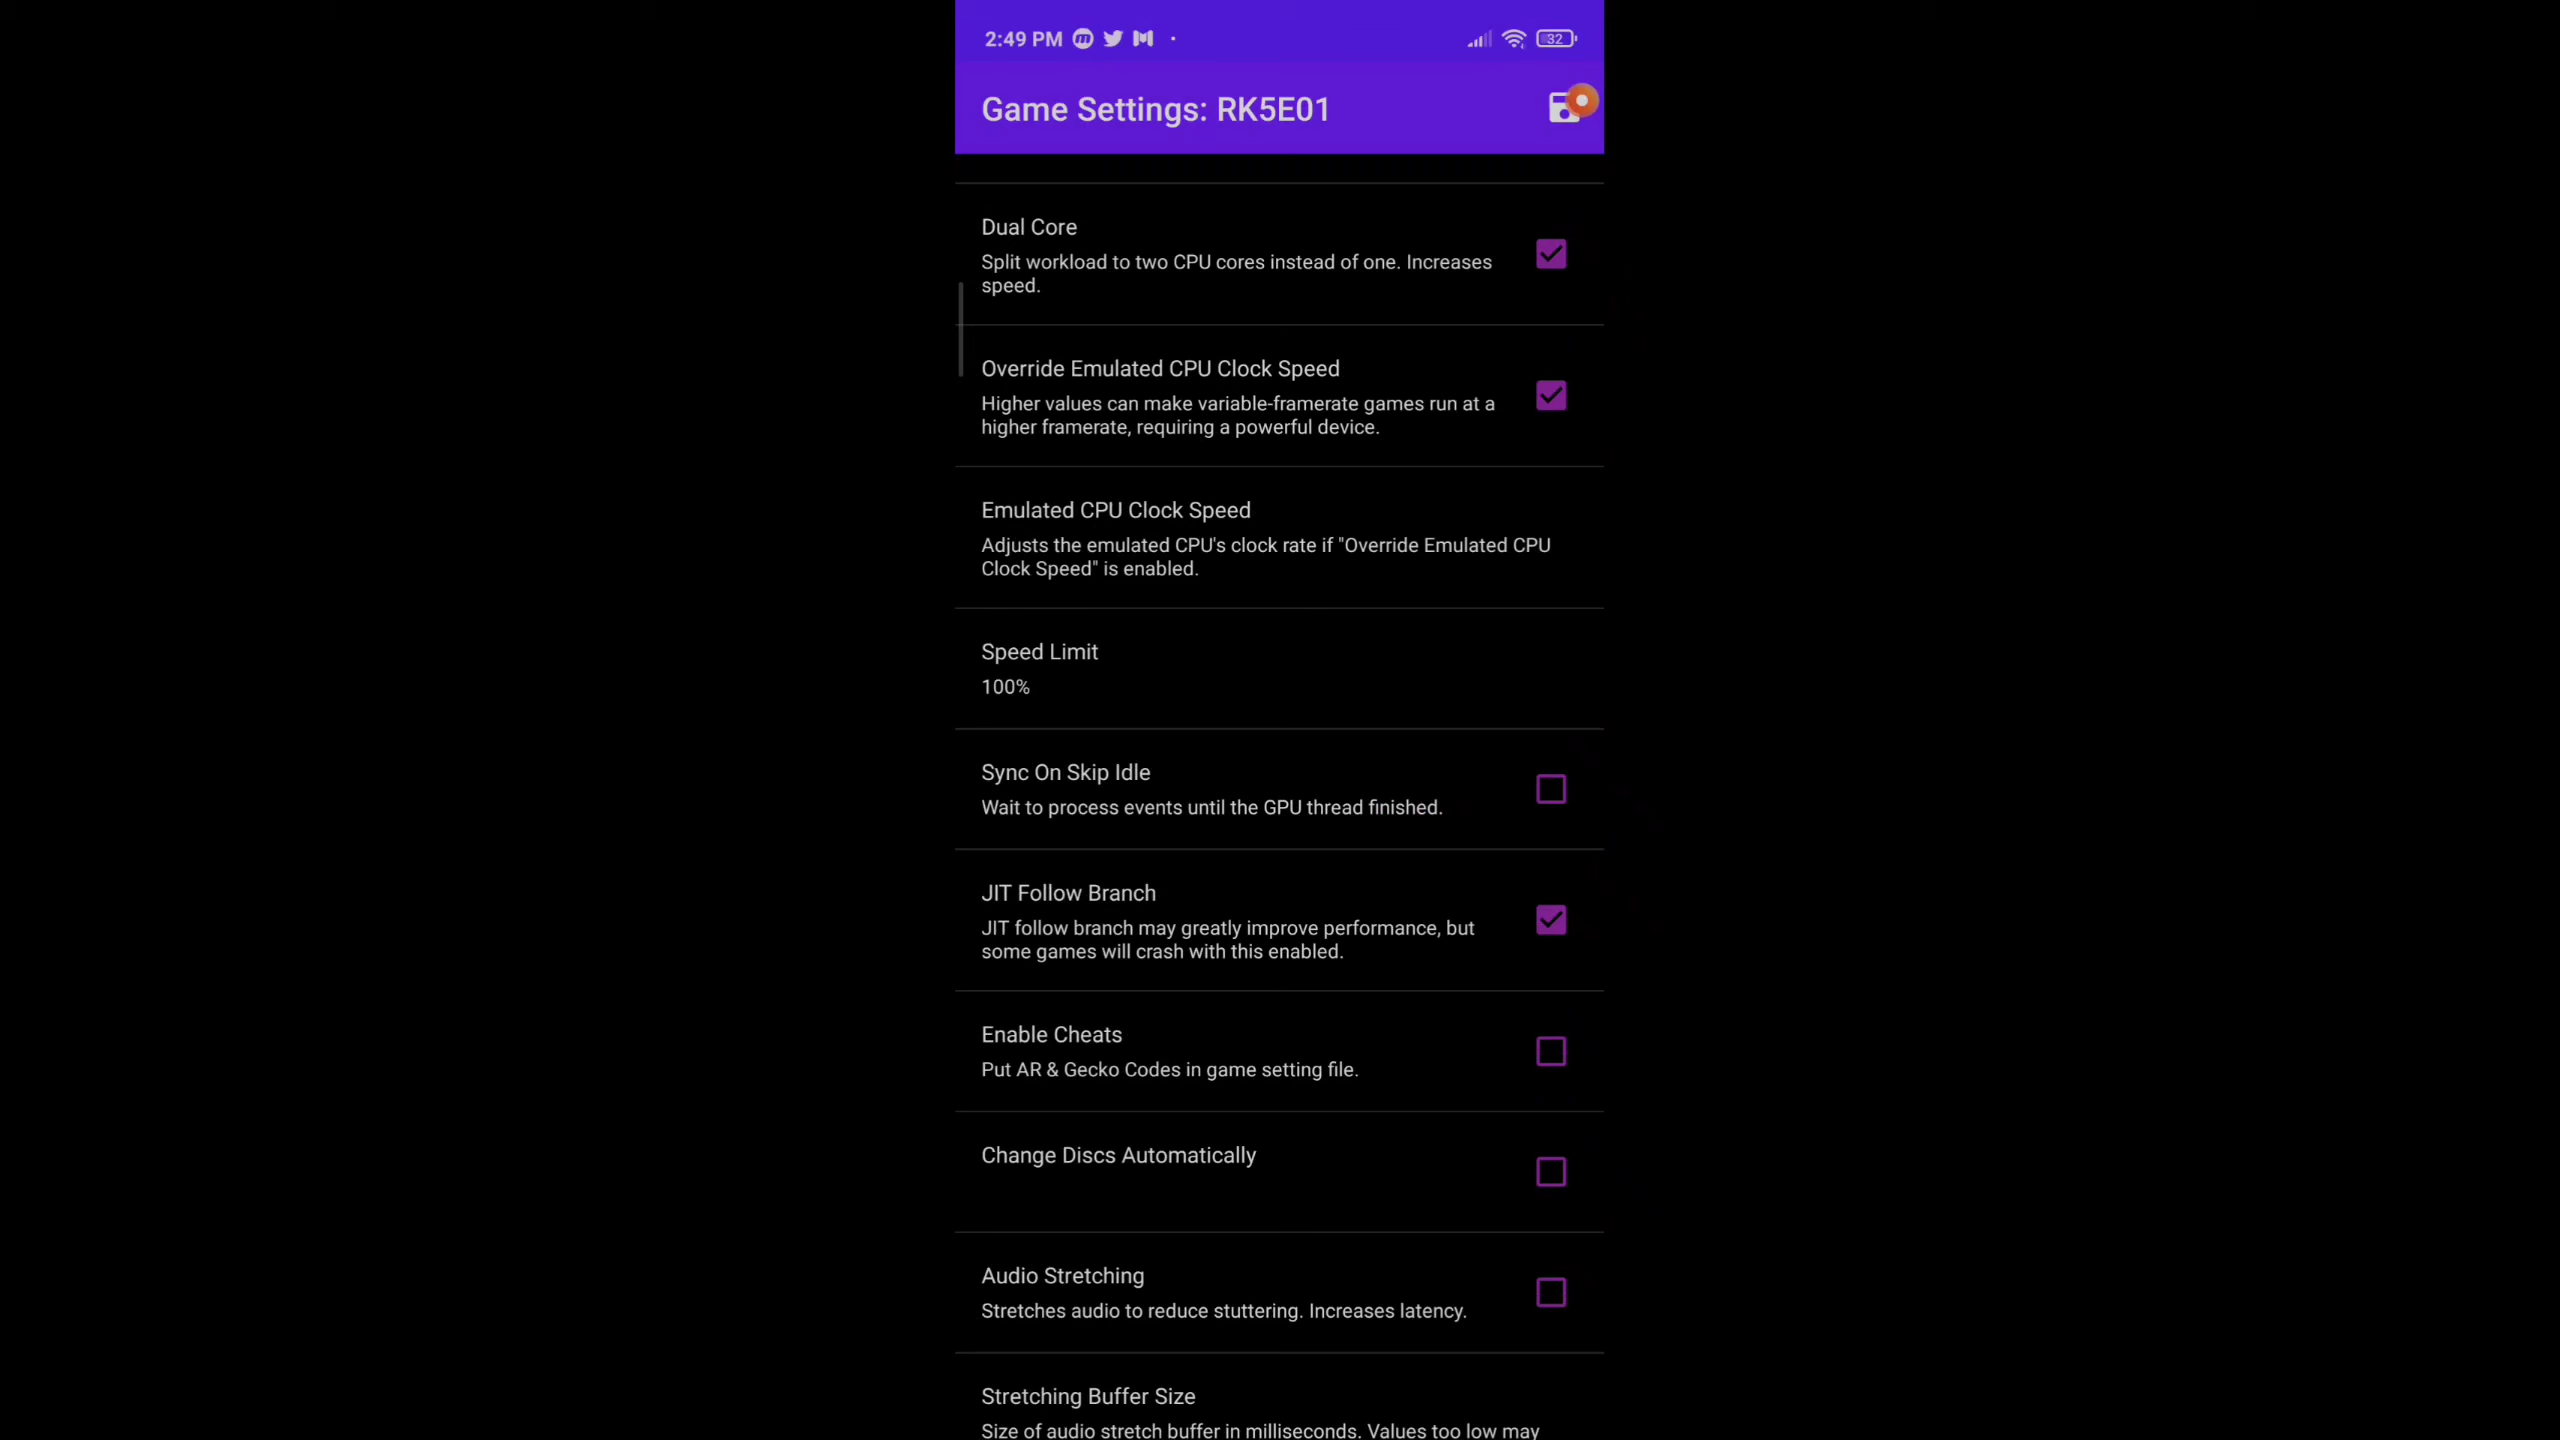 2:49 PM
32
Game Settings: RK5E01
Dual Core
Split workload to two CPU cores instead of one. Increases
speed.
Override Emulated CPU Clock Speed
Higher values can make variable-framerate games run at a
higher framerate, requiring a powerful device.
Emulated CPU Clock Speed
Adjusts the emulated CPU's clock rate if "Override Emulated CPU
Clock Speed" is enabled.
Speed Limit
100%
Sync On Skip Idle
Wait to process events until the GPU thread finished.
JIT Follow Branch
JIT follow branch may greatly improve performance, but
some games will crash with this enabled.
Enable Cheats
Put AR & Gecko Codes in game setting file.
Change Discs Automatically
Audio Stretching
Stretches audio to reduce stuttering. Increases latency.
Stretching Buffer Size
Size of audio stretch buffer in milliseconds. Values too low may